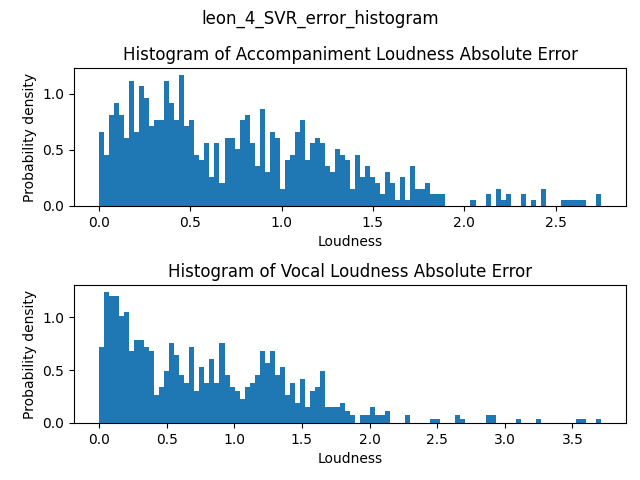 leon_4_SVR_error_histogram
Histogram of Accompaniment Loudness Absolute Error
Probability density
1.0
0.5
0.0
0.0 0.5 1.0 1.5 2.0 2.5
Loudness
Histogram of Vocal Loudness Absolute Error
Probability density
1.0
0.5
0.0
0.0 0.5 1.0 1.5 2.0 2.5 3.0 3.5
Loudness